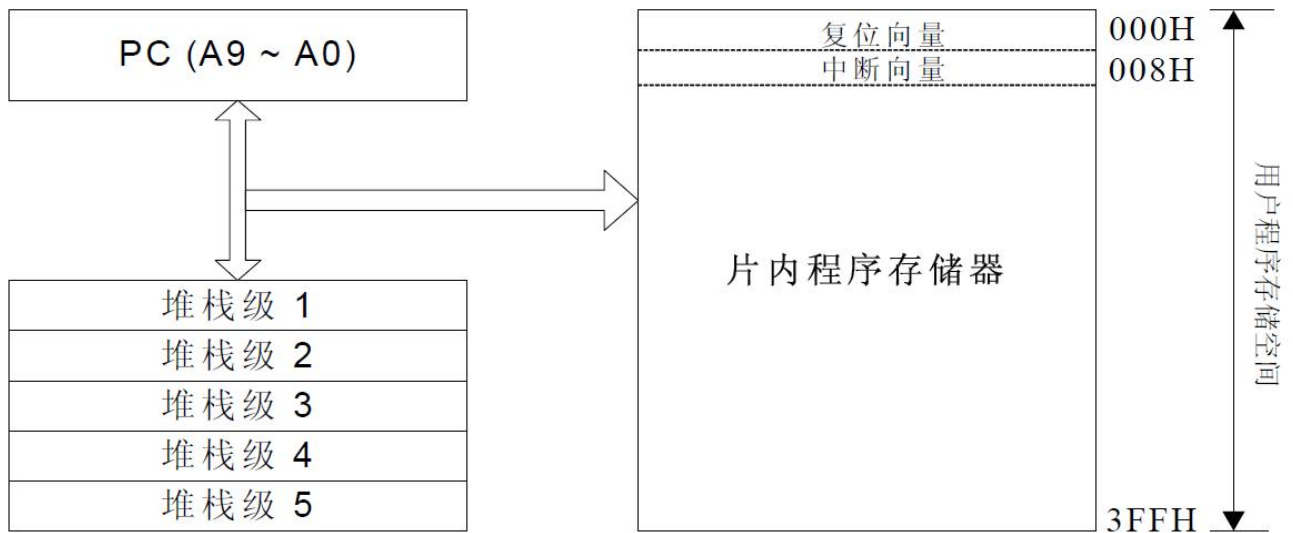 PC (A9 ~ A0)
堆栈级 1
堆栈级 2
堆栈级 3
堆栈级 4
堆栈级 5
复位向量
000H
中断向量
008H
片内程序存储器
3FFH
用户程序存储空间